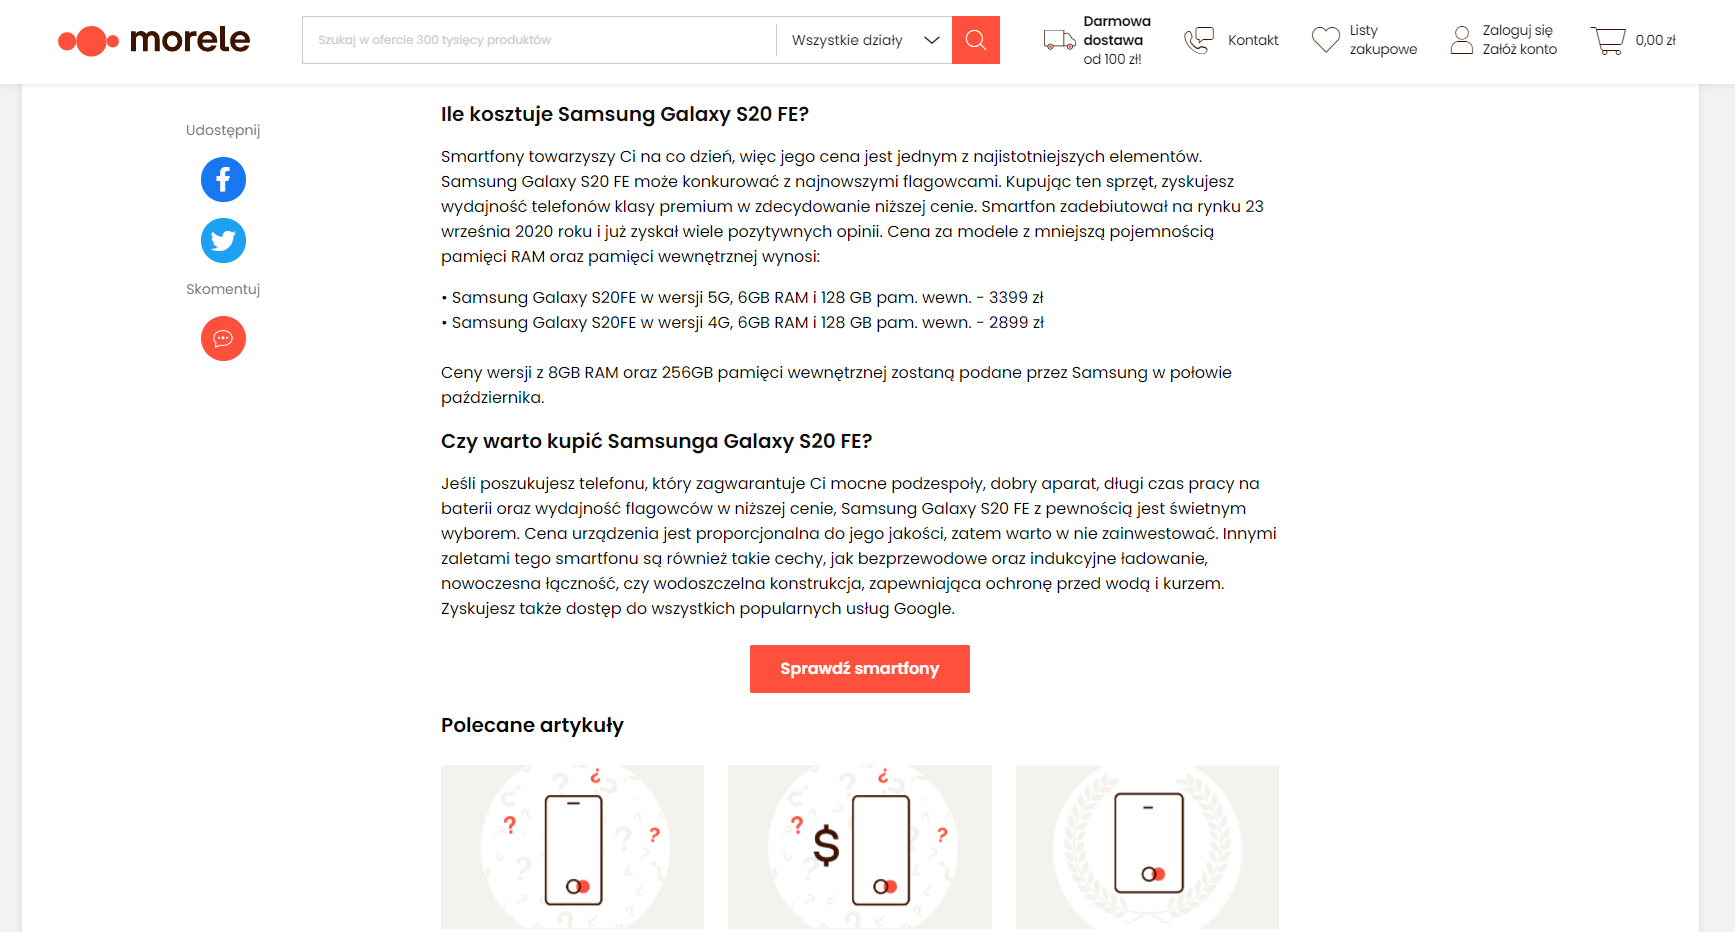 morele
Szukaj w ofercie 300 tysięcy produktów
Wszystkie działy
Darmowa
dostawa
od 100 zł!
Kontakt
Listy
zakupowe
Zaloguj się
Załóż konto
0,00 zł
Udostępnij
Skomentuj
Ile kosztuje Samsung Galaxy S20 FE?
Smartfony towarzyszy Ci na co dzień, więc jego cena jest jednym z najistotniejszych elementów.
Samsung Galaxy S20 FE może konkurować z najnowszymi flagowcami. Kupując ten sprzęt, zyskujesz
wydajność telefonów klasy premium w zdecydowanie niższej cenie. Smartfon zadebiutował na rynku 23
września 2020 roku i już zyskał wiele pozytywnych opinii. Cena za modele z mniejszą pojemnością
pamięci RAM oraz pamięci wewnętrznej wynosi:
• Samsung Galaxy S20FE w wersji 5G, 6GB RAM i 128 GB pam. wewn. - 3399 zł
• Samsung Galaxy S20FE w wersji 4G, 6GB RAM i 128 GB pam. wewn. - 2899 zł
Ceny wersji z 8GB RAM oraz 256GB pamięci wewnętrznej zostaną podane przez Samsung w połowie
października.
Czy warto kupić Samsunga Galaxy S20 FE?
Jeśli poszukujesz telefonu, który zagwarantuje Ci mocne podzespoły, dobry aparat, długi czas pracy na
baterii oraz wydajność flagowców w niższej cenie, Samsung Galaxy S20 FE z pewnością jest świetnym
wyborem. Cena urządzenia jest proporcjonalna do jego jakości, zatem warto w nie zainwestować. Innymi
zaletami tego smartfonu są również takie cechy, jak bezprzewodowe oraz indukcyjne ładowanie,
nowoczesna łączność, czy wodoszczelna konstrukcja, zapewniająca ochronę przed wodą i kurzem.
Zyskujesz także dostęp do wszystkich popularnych usług Google.
Sprawdź smartfony
Polecane artykuły